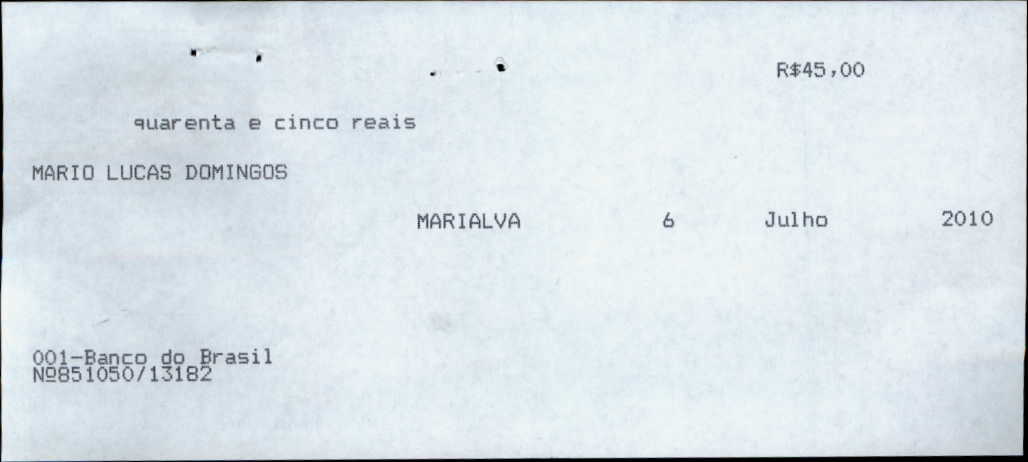 R$45,00
quarenta e cinco reais
MARIO LUCAS DOMINGOS
MARIALVA 6 Julho 2010
001-Banco do Brasil
Nº851050/13182